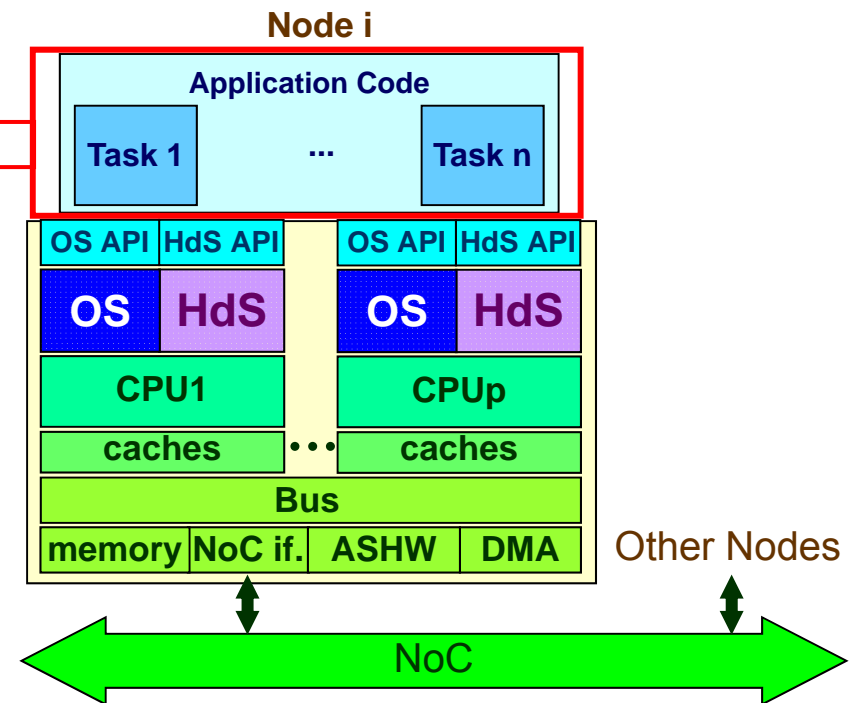 Node i
Application Code
Task 1 ... Task n
OS API HdS API OS API HdS API
OS HdS OS HdS
CPU1 CPUp
caches ... caches
Bus
memory NoC if. ASHW DMA Other Nodes
NoC